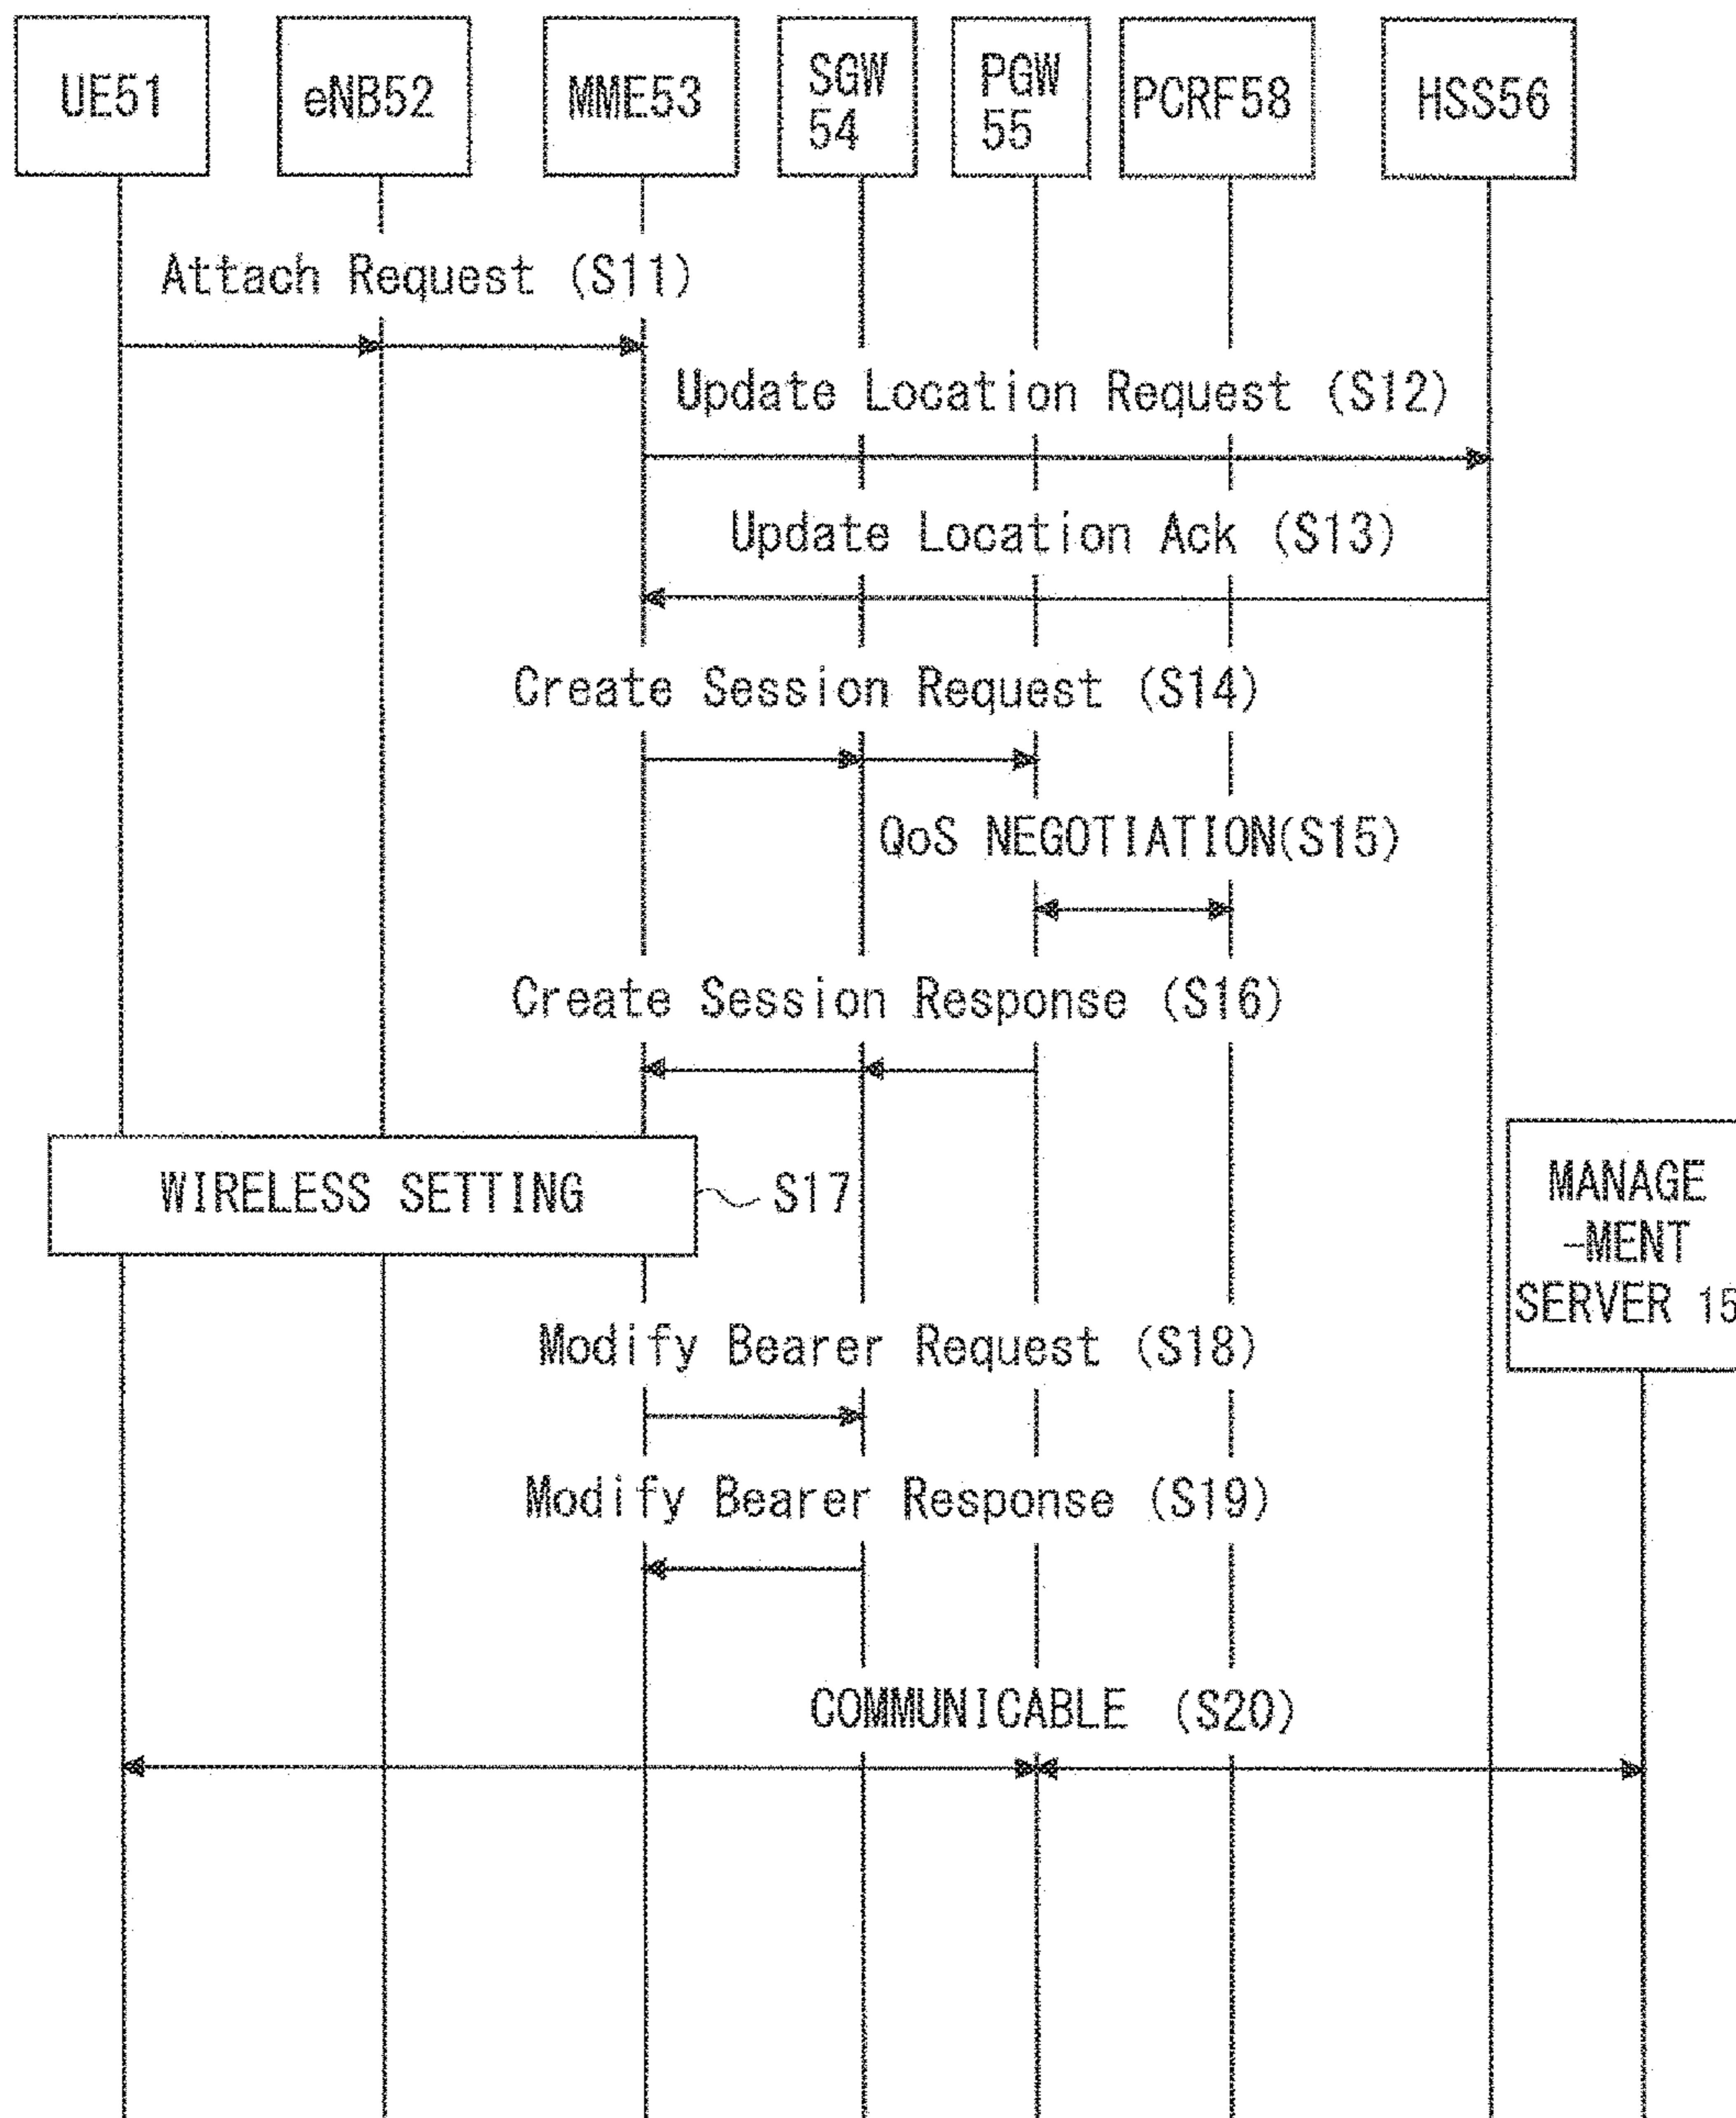 UE51
eNB52
MME53
SGW
54
PGW
55
PCRF58
HSS56
Attach Request (S11)
Update Location Request (S12)
Update Location Ack (S13)
Create Session Request (S14)
QoS NEGOTIATION(S15)
Create Session Response (S16)
WIRELESS SETTING
S17
MANAGE
-MENT
SERVER 15
Modify Bearer Request (S18)
Modify Bearer Response (S19)
COMMUNICABLE (S20)